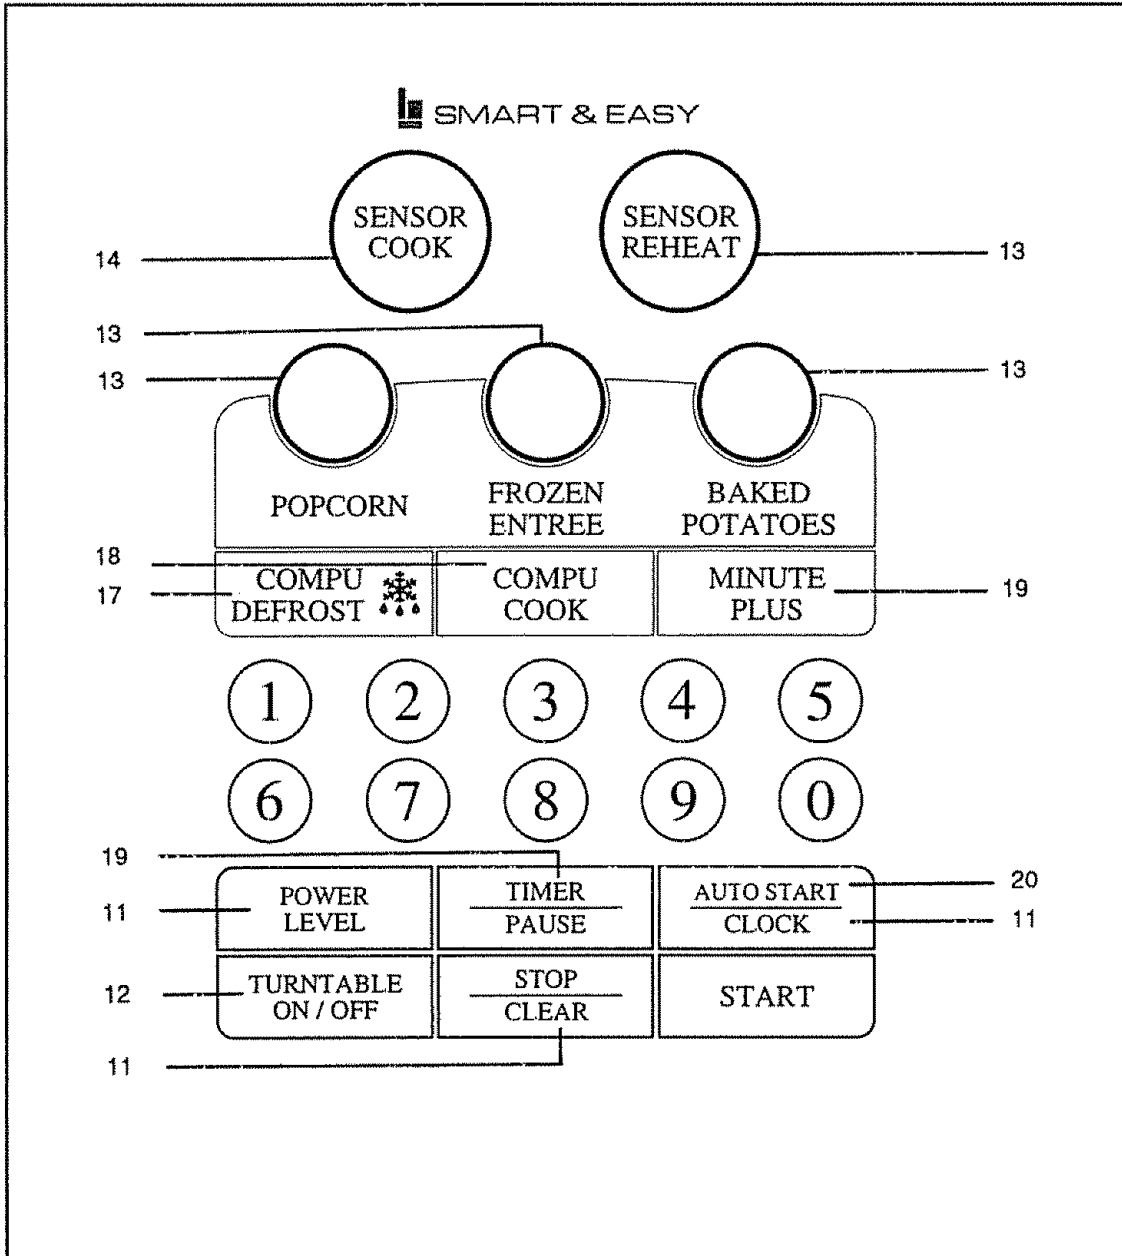 SMART & EASY
SENSOR
COOK
SENSOR
REHEAT
14
13
13
13
13
POPCORN
FROZEN
ENTREE
BAKED
POTATOES
18
17
COMPU
DEFROST
COMPU
COOK
MINUTE
PLUS
19
1 2 3 4 5
6 7 8 9 0
19
11
POWER
LEVEL
TIMER
PAUSE
AUTO START
CLOCK
20
11
12
TURNTABLE
ON / OFF
STOP
CLEAR
START
11